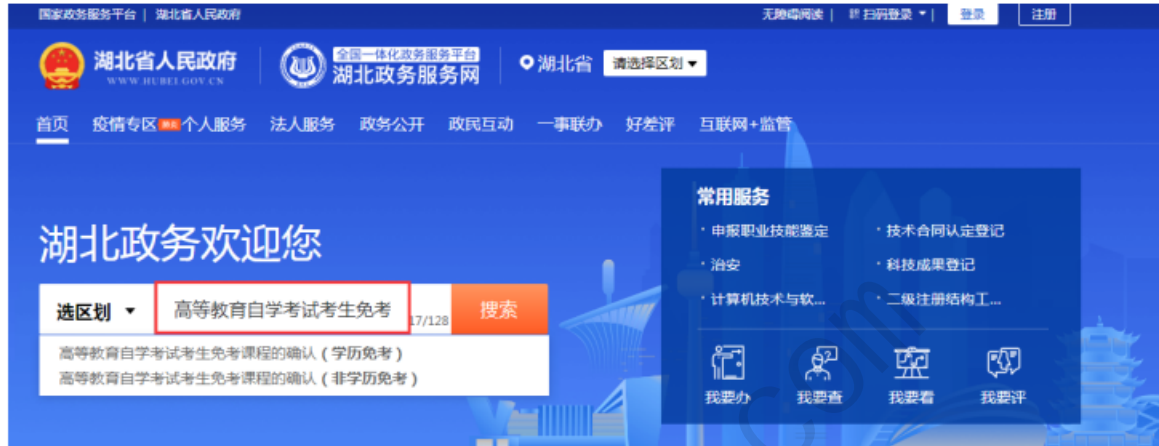 国家政务服务平台 | 湖北省人民政府
无障碍阅读 | 扫码登录 | 登录 注册
湖北省人民政府
WWW.HUBEI.GOV.CN
全国一体化政务服务平台
湖北政务服务网
湖北省 请选择区划
首页 疫情专区 个人服务 法人服务 政务公开 政民互动 一事联办 好差评 互联网+监管
常用服务
· 申报职业技能鉴定 · 技术合同认定登记
· 治安 · 科技成果登记
· 计算机技术与软... · 二级注册结构工...
湖北政务欢迎您
选区划 高等教育自学考试考生免考 17/128 搜索
高等教育自学考试考生免考课程的确认 ( 学历免考 )
高等教育自学考试考生免考课程的确认 ( 非学历免考 )
我要办 我要查 我要看 我要评
com